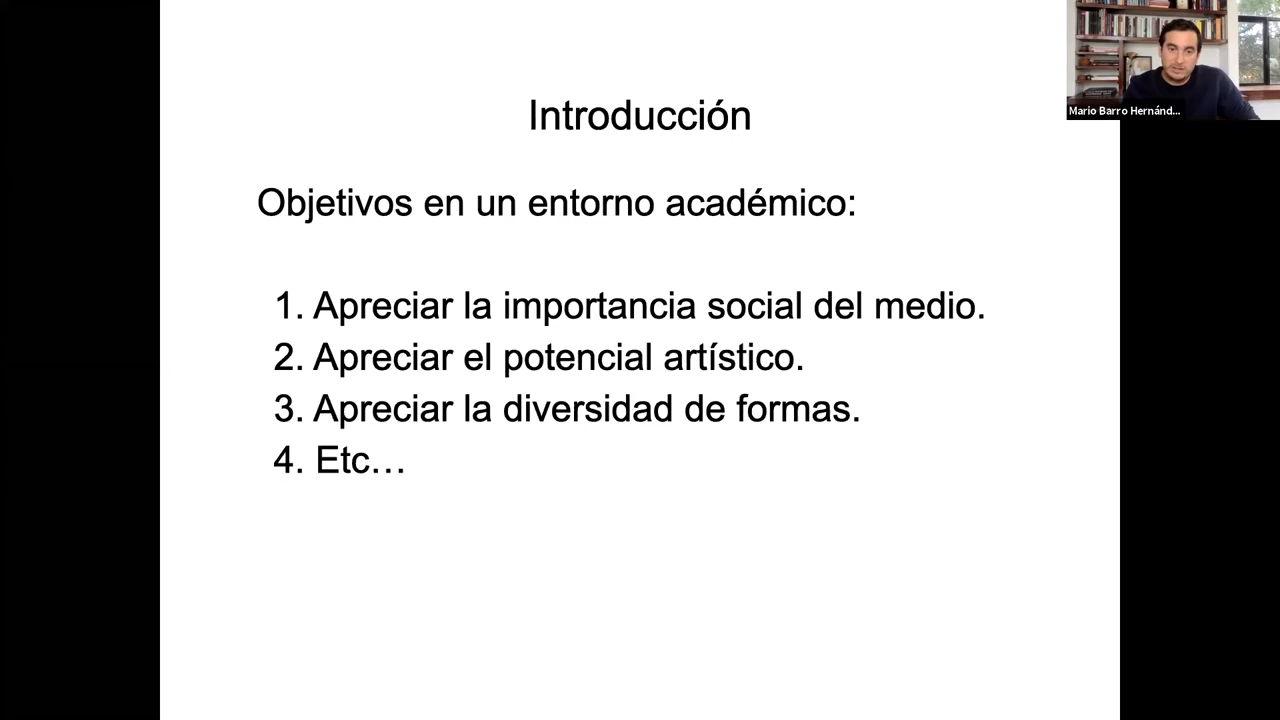 Introducción
Objetivos en un entorno académico:
1. Apreciar la importancia social del medio.
2. Apreciar el potencial artístico.
3. Apreciar la diversidad de formas.
4. Etc…
Mario Barro Hernánd...